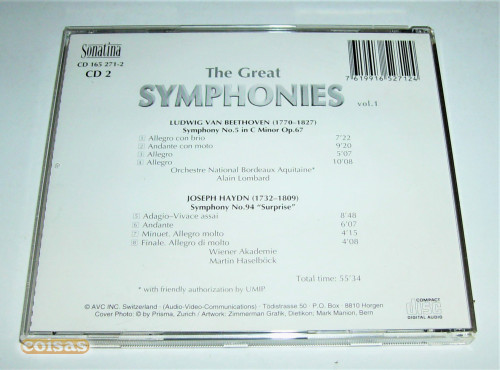 Sonatina
CD 165 271-2
CD 2
The Great
SYMPHONIES vol.1
7 619916 527124
LUDWIG VAN BEETHOVEN (1770-1827)
Symphony No.5 in C Minor Op.67
1 Allegro con brio 7'22
2 Andante con moto 9'20
3 Allegro 5'07
4 Allegro 10'08
Orchestre National Bordeaux Aquitaine*
Alain Lombard
JOSEPH HAYDN (1732-1809)
Symphony No.94 "Surprise"
5 Adagio-Vivace assai 8'48
6 Andante 6'07
7 Minuet. Allegro molto 4'15
8 Finale. Allegro di molto 4'08
Wiener Akademie
Martin Haselböck
Total time: 55'34
* with friendly authorization by UMIP
© AVC INC. Switzerland - (Audio-Video-Communications) - Tödistrasse 50 - P.O. Box - 8810 Horgen
Cover Photo: © by Prisma, Zurich / Artwork: Zimmerman Grafik, Dietikon; Mark Manion, Bern
COMPACT
disc
DIGITAL AUDIO
coisas